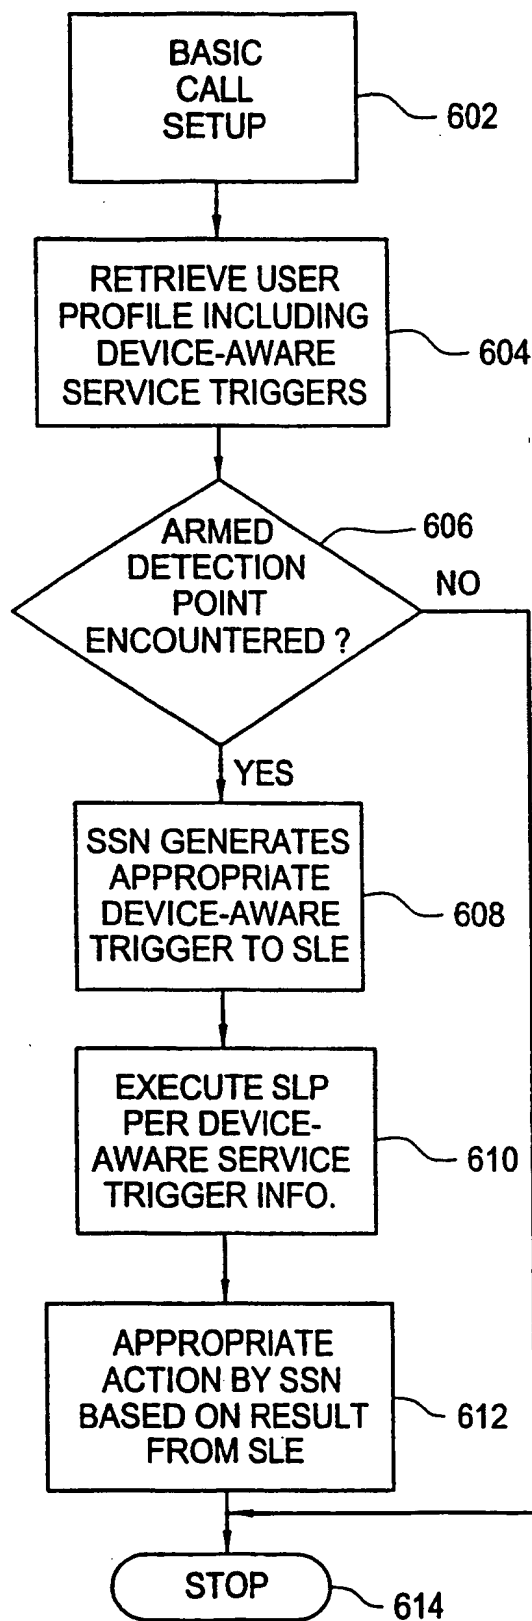 BASIC
CALL
SETUP
602
RETRIEVE USER
PROFILE INCLUDING
DEVICE-AWARE
SERVICE TRIGGERS
604
ARMED
DETECTION
POINT
ENCOUNTERED ?
606
NO
YES
SSN GENERATES
APPROPRIATE
DEVICE-AWARE
TRIGGER TO SLE
608
EXECUTE SLP
PER DEVICE-
AWARE SERVICE
TRIGGER INFO.
610
APPROPRIATE
ACTION BY SSN
BASED ON RESULT
FROM SLE
612
STOP
614